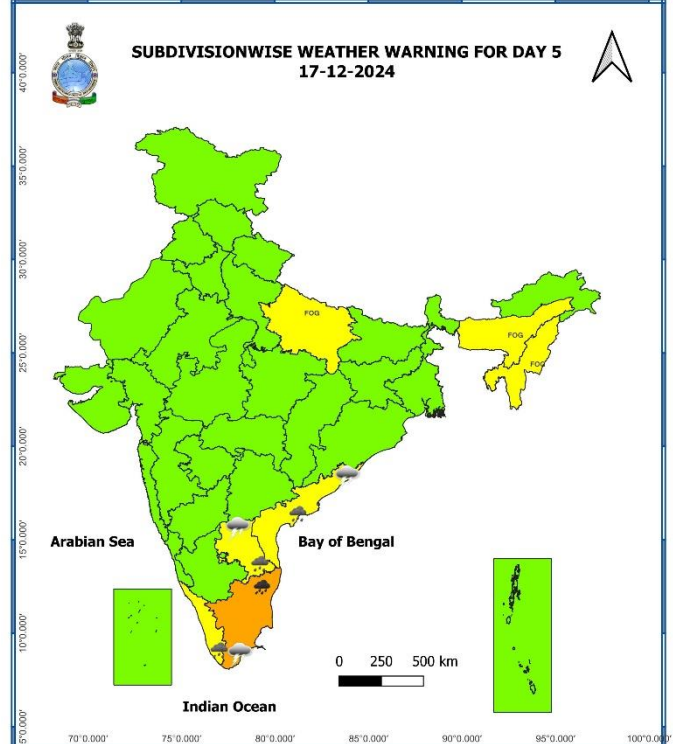 SUBDIVISIONWISE WEATHER WARNING FOR DAY 5
17-12-2024
40°0.000'
35°0.000'
30°0.000'
25°0.000'
20°0.000'
15°0.000'
10°0.000'
5°0.000'
FOG
FOG
FOG
Arabian Sea
Bay of Bengal
0 250 500 km
Indian Ocean
70°0.000' 75°0.000' 80°0.000' 85°0.000' 90°0.000' 95°0.000' 100°0.000'